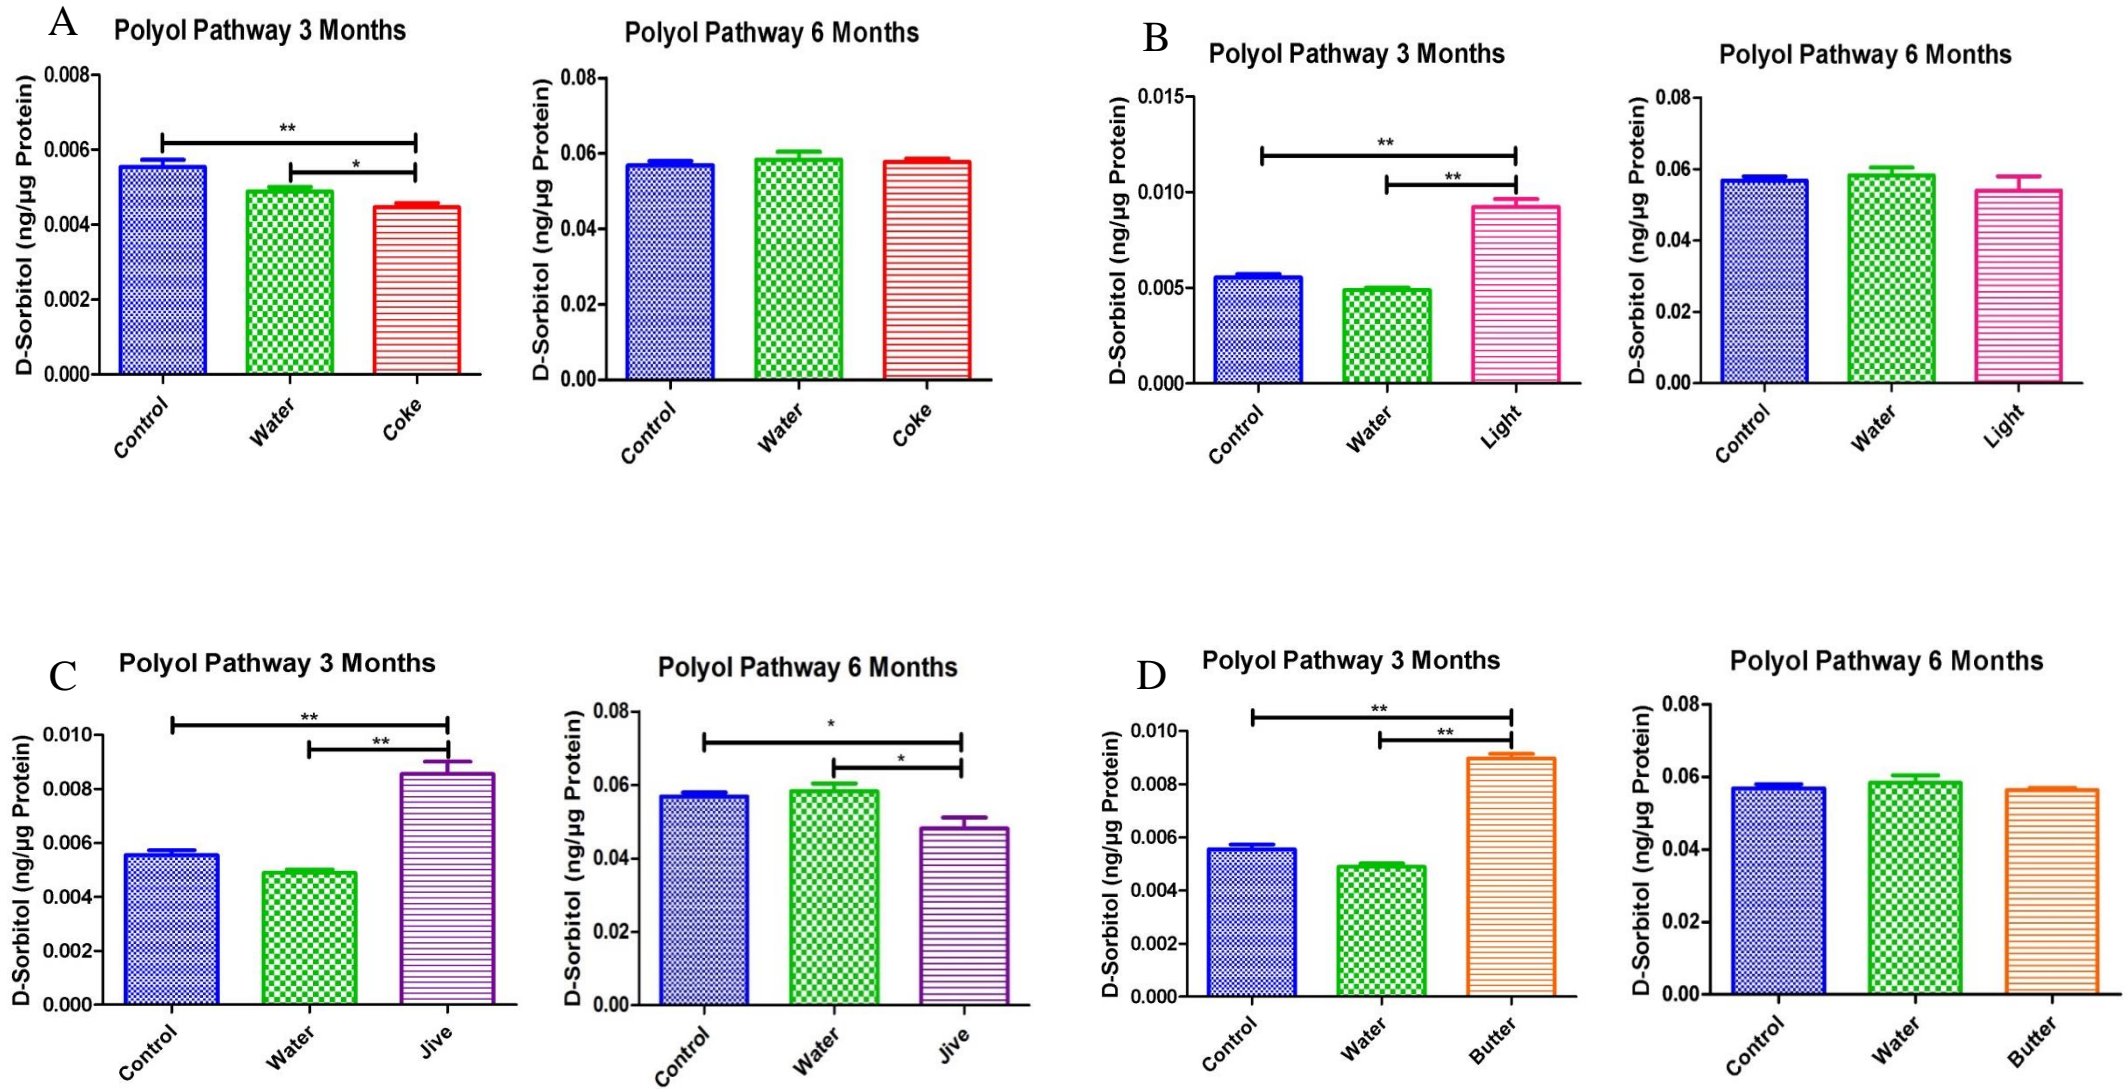 A
Polyol Pathway 3 Months
D-Sorbitol (ng/µg Protein)
0.008
0.006
0.004
0.002
0.000
**
*
Control
Water
Coke
Polyol Pathway 6 Months
D-Sorbitol (ng/µg Protein)
0.08
0.06
0.04
0.02
0.00
Control
Water
Coke
B
Polyol Pathway 3 Months
D-Sorbitol (ng/µg Protein)
0.015
0.010
0.005
0.000
**
**
Control
Water
Light
Polyol Pathway 6 Months
D-Sorbitol (ng/µg Protein)
0.08
0.06
0.04
0.02
0.00
Control
Water
Light
C
Polyol Pathway 3 Months
D-Sorbitol (ng/µg Protein)
0.010
0.008
0.006
0.004
0.002
0.000
**
**
Control
Water
Jive
Polyol Pathway 6 Months
D-Sorbitol (ng/µg Protein)
0.08
0.06
0.04
0.02
0.00
*
*
Control
Water
Jive
D
Polyol Pathway 3 Months
D-Sorbitol (ng/µg Protein)
0.010
0.008
0.006
0.004
0.002
0.000
**
**
Control
Water
Butter
Polyol Pathway 6 Months
D-Sorbitol (ng/µg Protein)
0.08
0.06
0.04
0.02
0.00
Control
Water
Butter